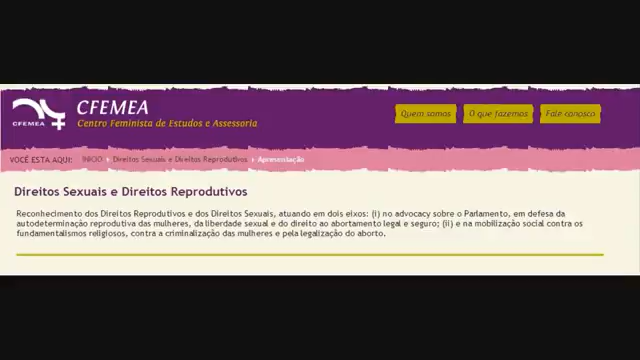 CFEMEA
CFEMEA
Centro Feminista de Estudos e Assessoria
Quem somos
O que fazemos
Fale conosco
VOCÊ ESTA AQUI: INÍCIO Direitos Sexuais e Direitos Reprodutivos Apresentação
Direitos Sexuais e Direitos Reprodutivos
Reconhecimento dos Direitos Reprodutivos e dos Direitos Sexuais, atuando em dois eixos: (i) no advocacy sobre o Parlamento, em defesa da
autodeterminação reprodutiva das mulheres, da liberdade sexual e do direito ao abortamento legal e seguro; (ii) e na mobilização social contra os
fundamentalismos religiosos, contra a criminalização das mulheres e pela legalização do aborto.